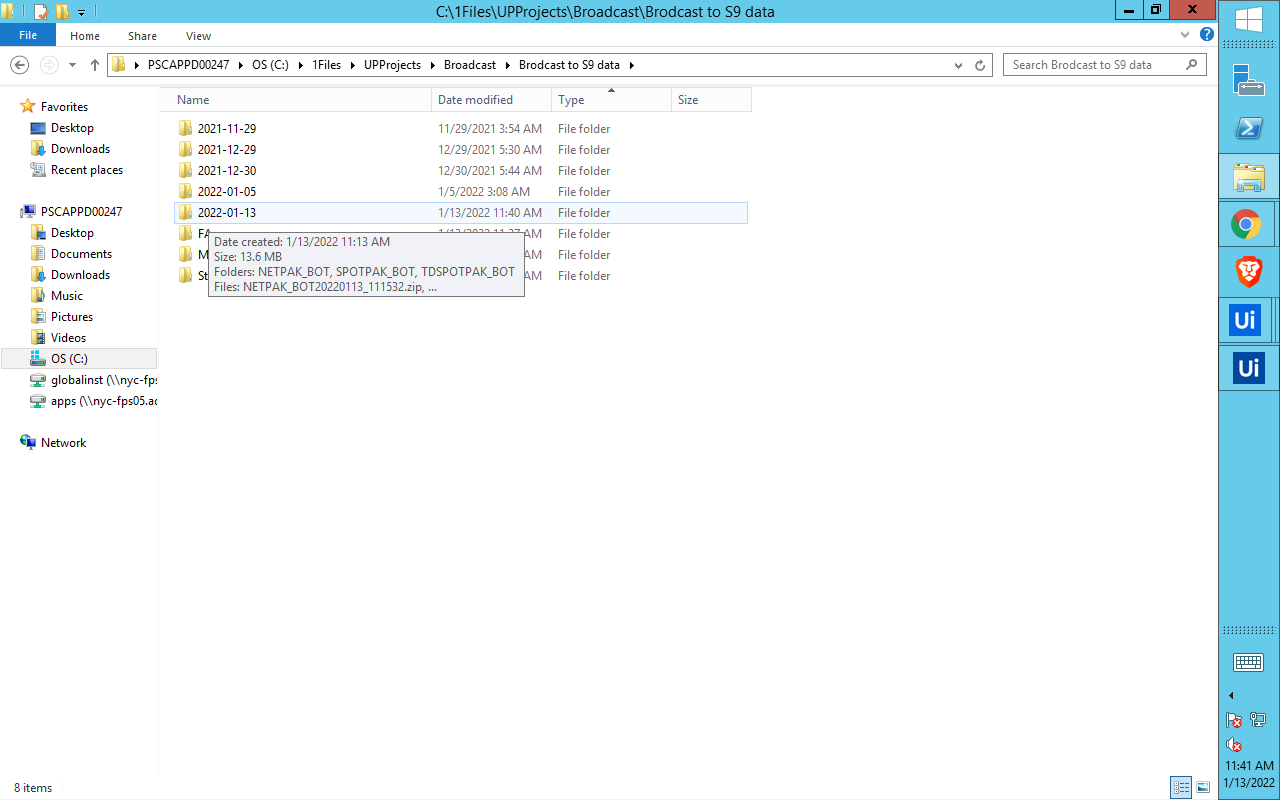 C:\1Files\UPProjects\Broadcast\Brodcast to S9 data
File Home Share View
PSCAPPD00247 OS (C:) 1Files UPProjects Broadcast Brodcast to S9 data
Search Brodcast to S9 data
Favorites
Desktop
Downloads
Recent places
PSCAPPD00247
Desktop
Documents
Downloads
Music
Pictures
Videos
OS (C:)
globalinst (\\nyc-fps
apps (\\nyc-fps05.ac
Network
Name Date modified Type Size
2021-11-29 11/29/2021 3:54 AM File folder
2021-12-29 12/29/2021 5:30 AM File folder
2021-12-30 12/30/2021 5:44 AM File folder
2022-01-05 1/5/2022 3:08 AM File folder
2022-01-13 1/13/2022 11:40 AM File folder
FA AM File folder
M AM File folder
St AM File folder
Date created: 1/13/2022 11:13 AM
Size: 13.6 MB
Folders: NETPAK_BOT, SPOTPAK_BOT, TDSPOTPAK_BOT
Files: NETPAK_BOT20220113_111532.zip, ...
8 items
Ui
Ui
11:41 AM
1/13/2022